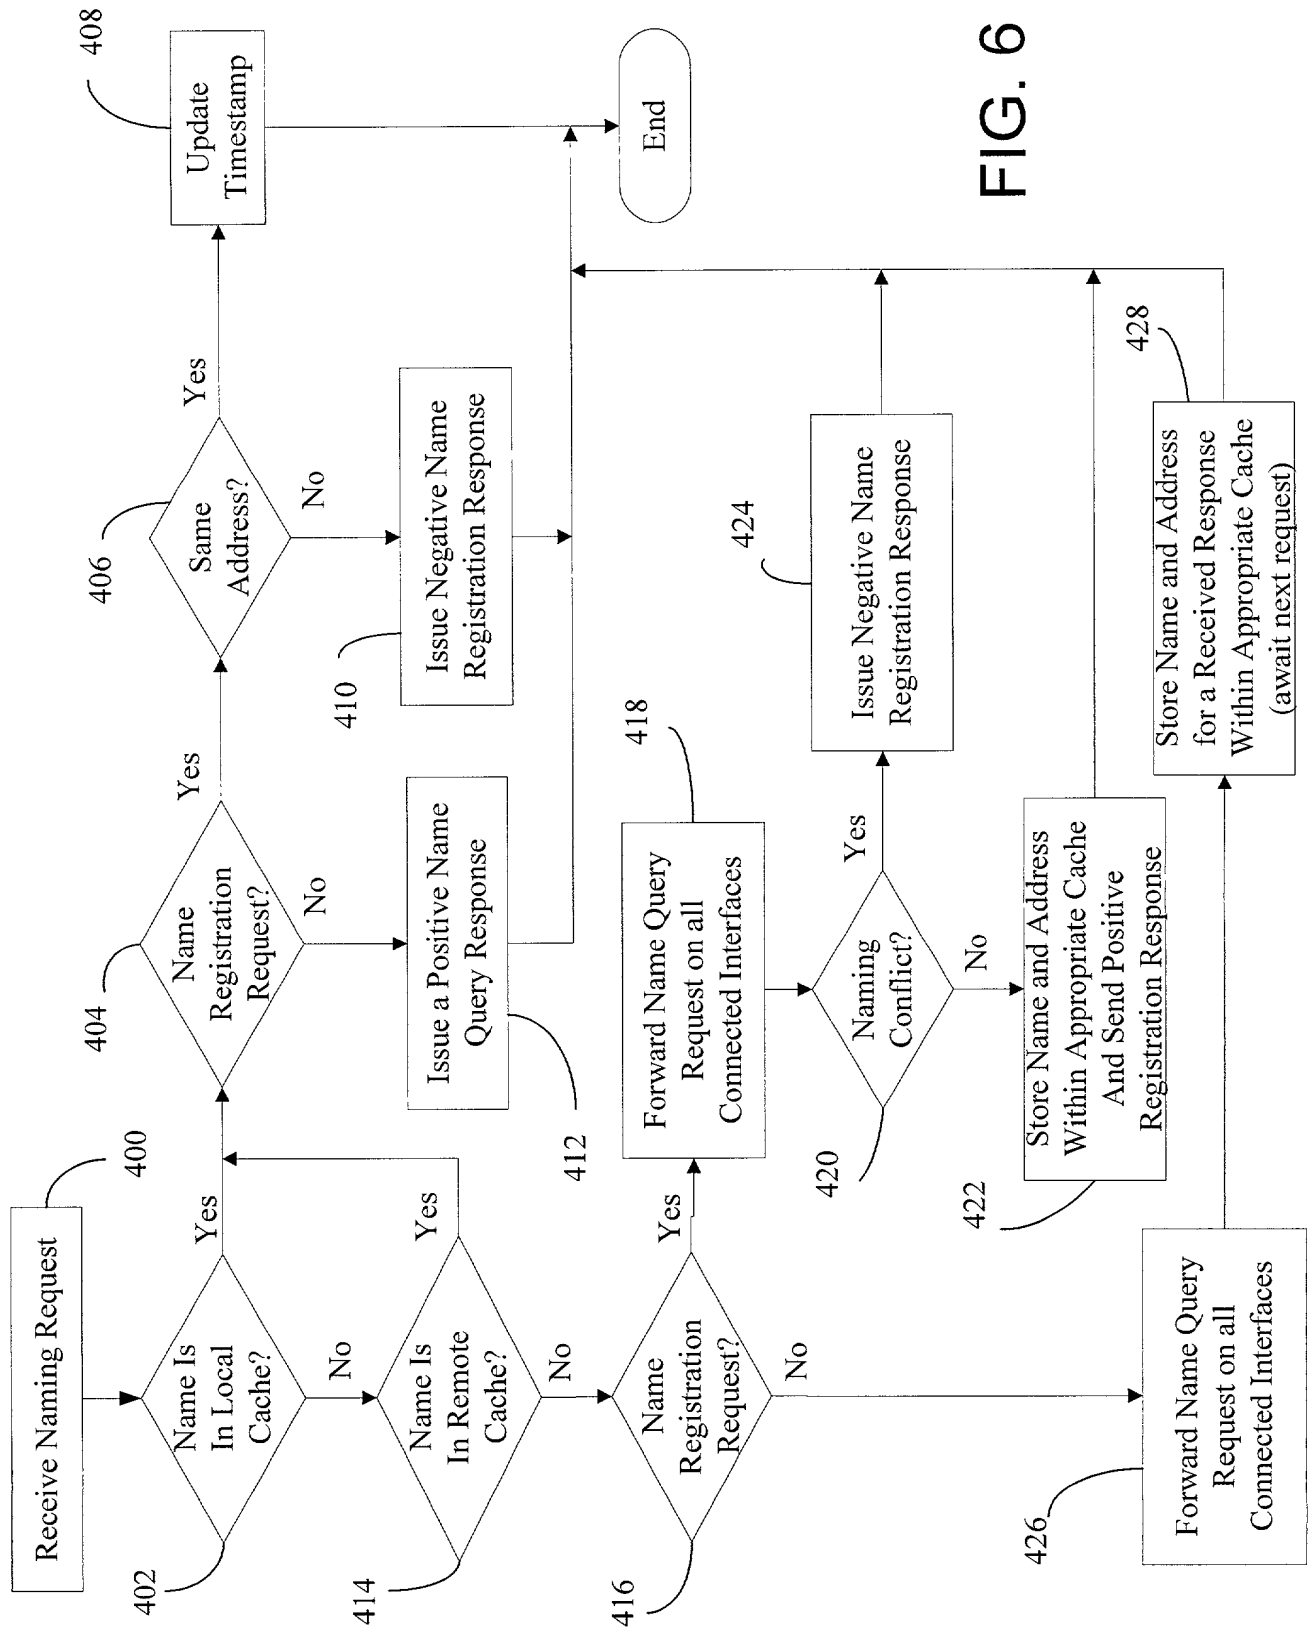 400
Receive Naming Request
402
Name Is
In Local
Cache?
Yes
No
404
Name
Registration
Request?
Yes
No
406
Same
Address?
Yes
No
408
Update
Timestamp
410
Issue Negative Name
Registration Response
412
Issue a Positive Name
Query Response
End
414
Name Is
In Remote
Cache?
Yes
No
416
Name
Registration
Request?
Yes
No
418
Forward Name Query
Request on all
Connected Interfaces
420
Naming
Conflict?
Yes
No
424
Issue Negative Name
Registration Response
422
Store Name and Address
Within Appropriate Cache
And Send Positive
Registration Response
426
Forward Name Query
Request on all
Connected Interfaces
428
Store Name and Address
for a Received Response
Within Appropriate Cache
(await next request)
FIG. 6